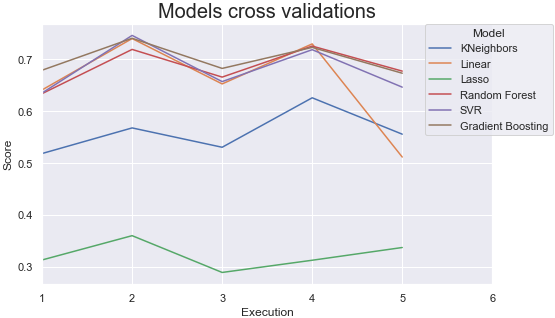 Models cross validations
Model
KNeighbors
Linear
Lasso
Random Forest
SVR
Gradient Boosting
Score
0.7
0.6
0.5
0.4
0.3
1 2 3 4 5 6
Execution